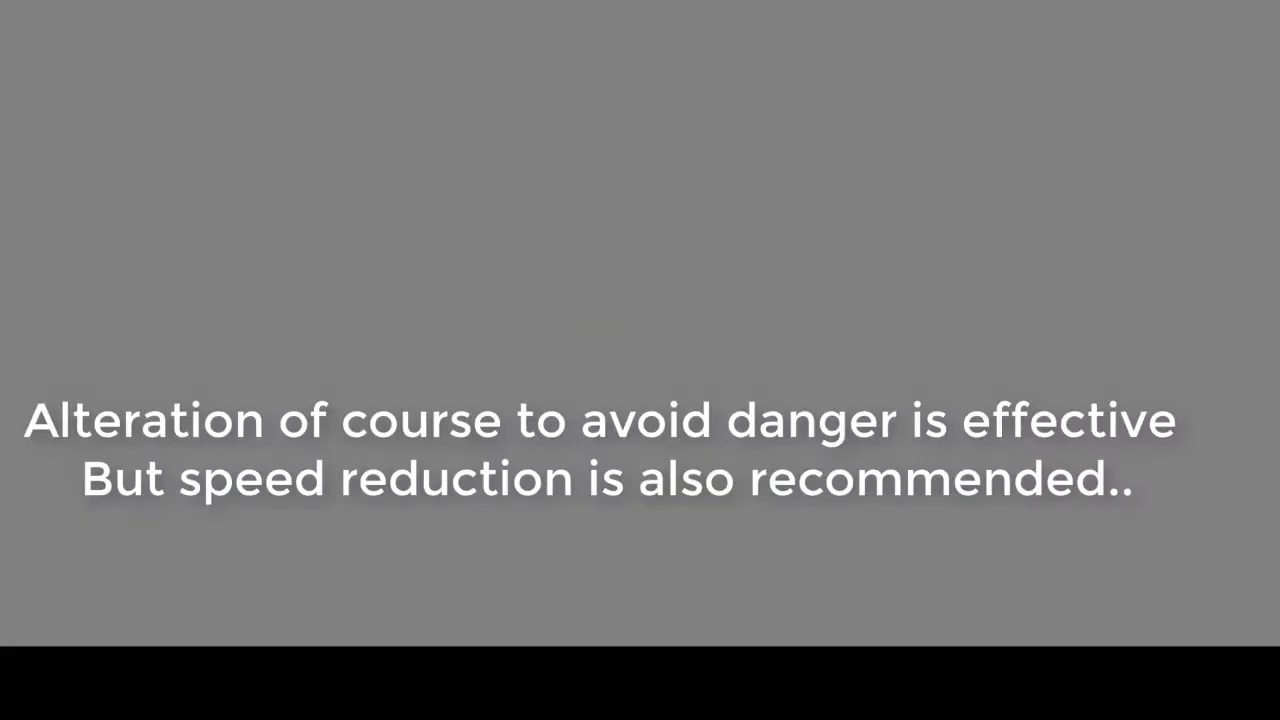 Alteration of course to avoid danger is effective
But speed reduction is also recommended..